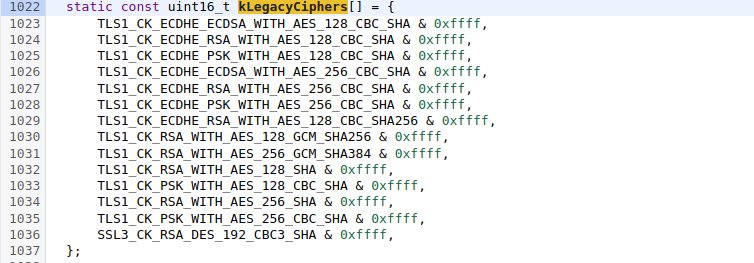 1022 static const uint16_t kLegacyCiphers[] = {
1023 TLS1_CK_ECDHE_ECDSA_WITH_AES_128_CBC_SHA & 0xffff,
1024 TLS1_CK_ECDHE_RSA_WITH_AES_128_CBC_SHA & 0xffff,
1025 TLS1_CK_ECDHE_PSK_WITH_AES_128_CBC_SHA & 0xffff,
1026 TLS1_CK_ECDHE_ECDSA_WITH_AES_256_CBC_SHA & 0xffff,
1027 TLS1_CK_ECDHE_RSA_WITH_AES_256_CBC_SHA & 0xffff,
1028 TLS1_CK_ECDHE_PSK_WITH_AES_256_CBC_SHA & 0xffff,
1029 TLS1_CK_ECDHE_RSA_WITH_AES_128_CBC_SHA256 & 0xffff,
1030 TLS1_CK_RSA_WITH_AES_128_GCM_SHA256 & 0xffff,
1031 TLS1_CK_RSA_WITH_AES_256_GCM_SHA384 & 0xffff,
1032 TLS1_CK_RSA_WITH_AES_128_SHA & 0xffff,
1033 TLS1_CK_PSK_WITH_AES_128_CBC_SHA & 0xffff,
1034 TLS1_CK_RSA_WITH_AES_256_SHA & 0xffff,
1035 TLS1_CK_PSK_WITH_AES_256_CBC_SHA & 0xffff,
1036 SSL3_CK_RSA_DES_192_CBC3_SHA & 0xffff,
1037 };